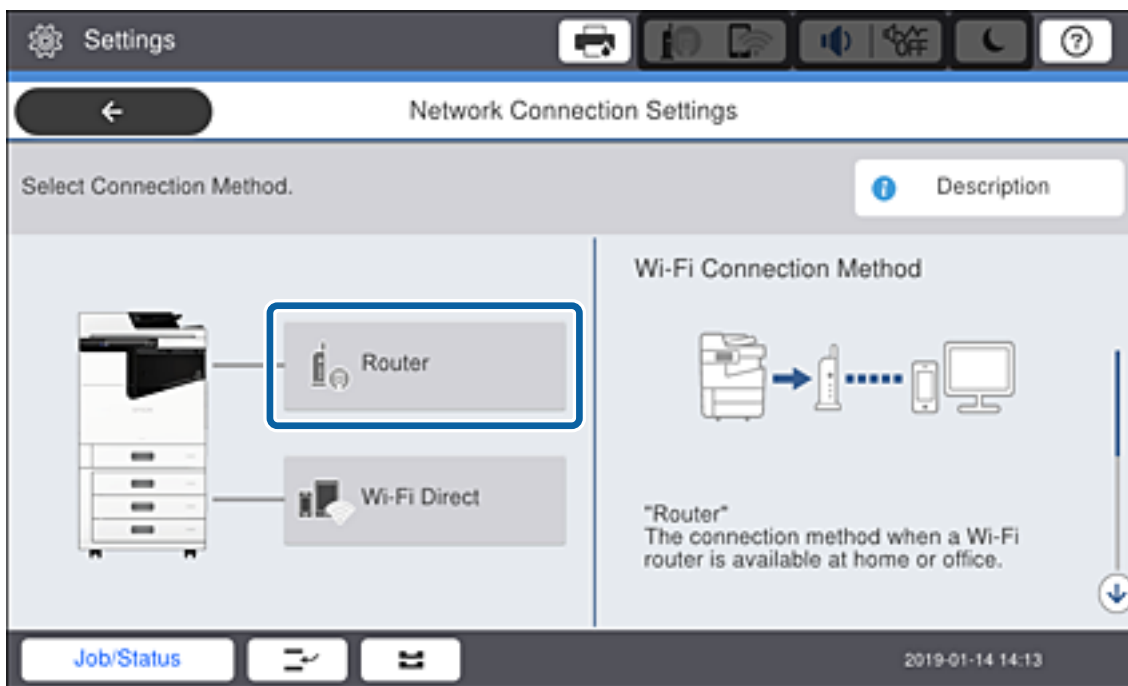 Settings
OFF
?
Network Connection Settings
Select Connection Method.
i Description
Wi-Fi Connection Method
Router
Wi-Fi Direct
"Router"
The connection method when a Wi-Fi
router is available at home or office.
Job/Status
2019-01-14 14:13